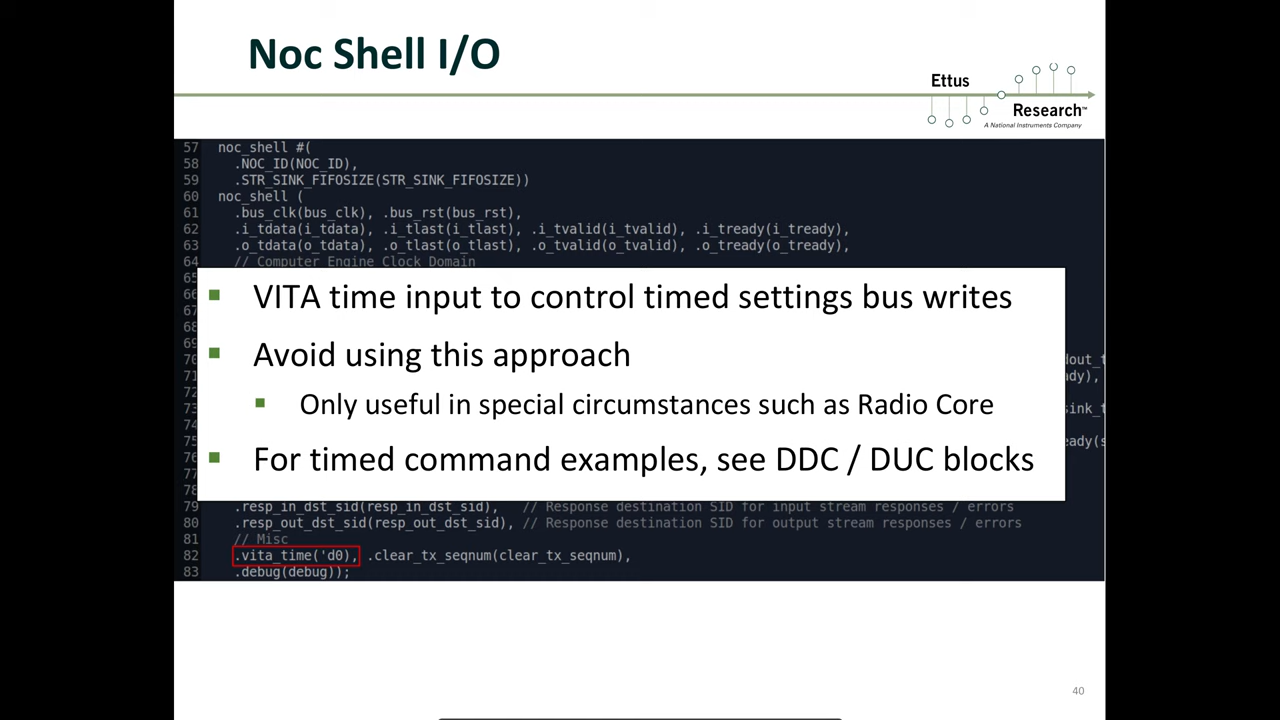 Noc Shell I/O
Ettus
Research™
A National Instruments Company
57 noc_shell #(
58 .NOC_ID(NOC_ID),
59 .STR_SINK_FIFOSIZE(STR_SINK_FIFOSIZE))
60 noc_shell (
61 .bus_clk(bus_clk), .bus_rst(bus_rst),
62 .i_tdata(i_tdata), .i_tlast(i_tlast), .i_tvalid(i_tvalid), .i_tready(i_tready),
63 .o_tdata(o_tdata), .o_tlast(o_tlast), .o_tvalid(o_tvalid), .o_tready(o_tready),
64 // Computer Engine Clock Domain
VITA time input to control timed settings bus writes
Avoid using this approach
Only useful in special circumstances such as Radio Core
For timed command examples, see DDC / DUC blocks
79 .resp_in_dst_sid(resp_in_dst_sid), // Response destination SID for input stream responses / errors
80 .resp_out_dst_sid(resp_out_dst_sid), // Response destination SID for output stream responses / errors
81 // Misc
82 .vita_time('d0), .clear_tx_seqnum(clear_tx_seqnum),
83 .debug(debug));
40